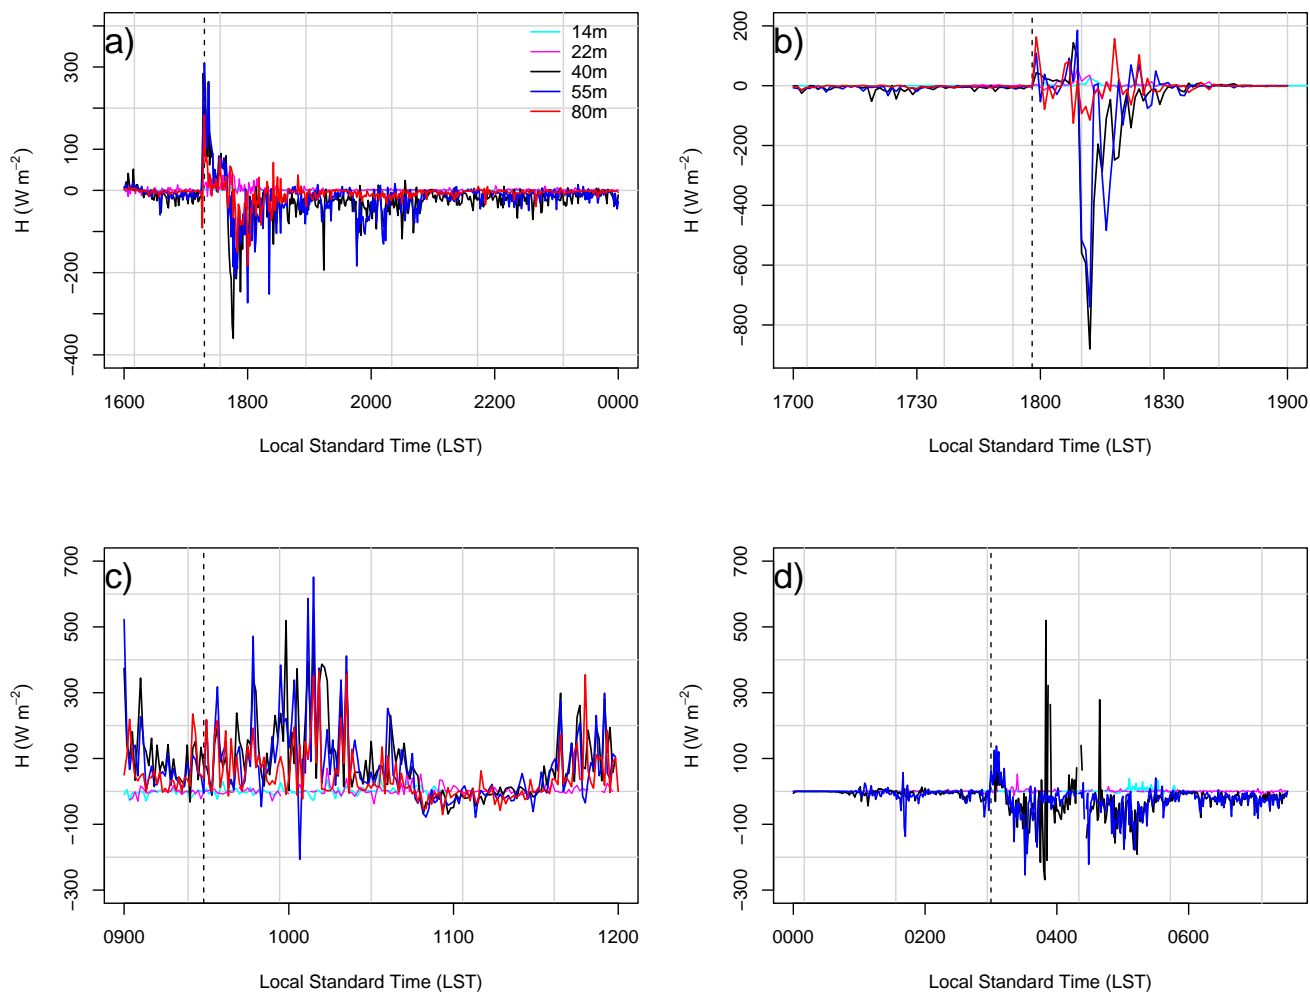 a)
14m
22m
40m
55m
80m
H (W m−2)
300
100
0
−200
−400
1600
1800
2000
2200
0000
Local Standard Time (LST)
b)
H (W m−2)
200
0
−200
−400
−600
−800
1700
1730
1800
1830
1900
Local Standard Time (LST)
c)
H (W m−2)
700
500
300
100
−100
−300
0900
1000
1100
1200
Local Standard Time (LST)
d)
H (W m−2)
700
500
300
100
−100
−300
0000
0200
0400
0600
Local Standard Time (LST)